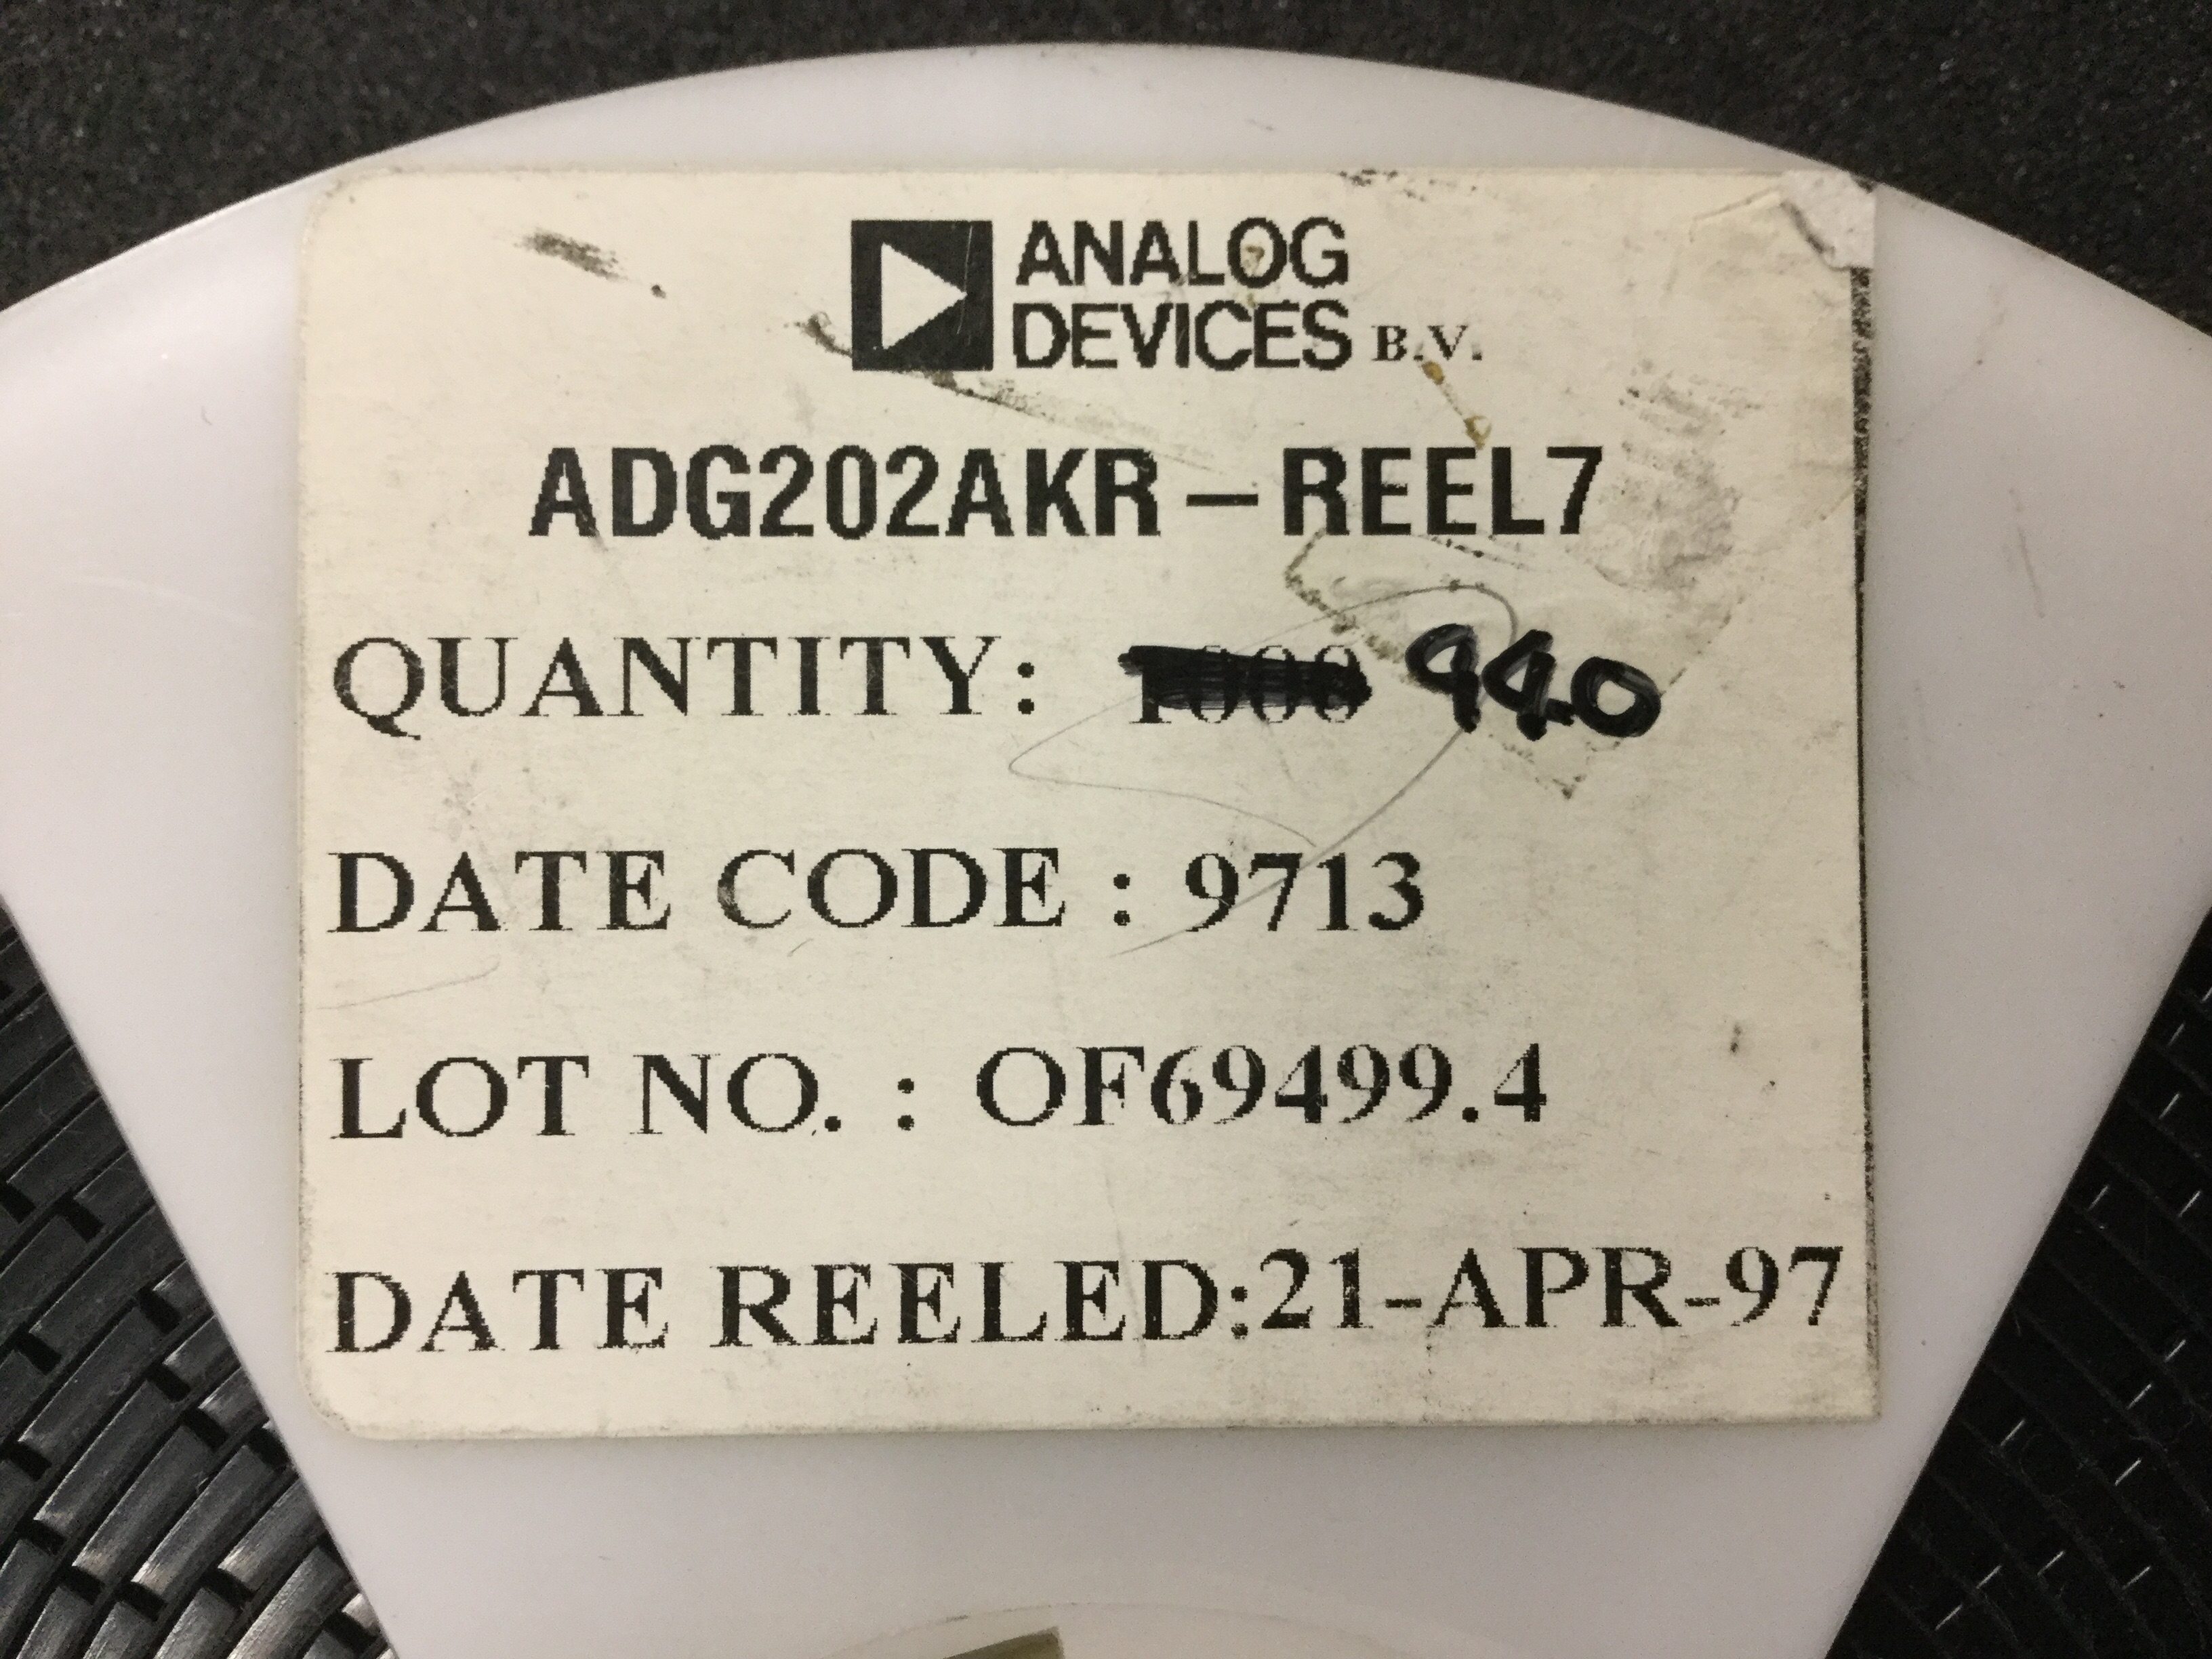 ANALOG
DEVICES B.V.
ADG202AKR-REEL7
QUANTITY: 1000 940
DATE CODE : 9713
LOT NO. : OF69499.4
DATE REELED:21-APR-97